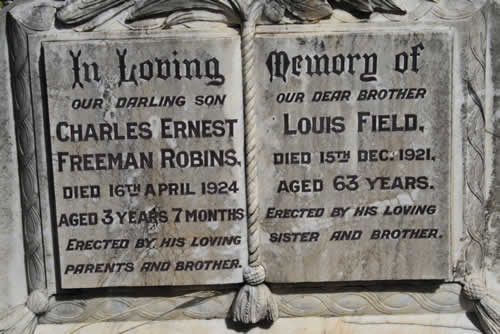 In Loving
OUR DARLING SON
CHARLES ERNEST
FREEMAN ROBINS.
DIED 16TH APRIL 1924
AGED 3 YEARS 7 MONTHS
ERECTED BY HIS LOVING
PARENTS AND BROTHER.
Memory of
OUR DEAR BROTHER
LOUIS FIELD.
DIED 15TH DEC. 1921.
AGED 63 YEARS.
ERECTED BY HIS LOVING
SISTER AND BROTHER.